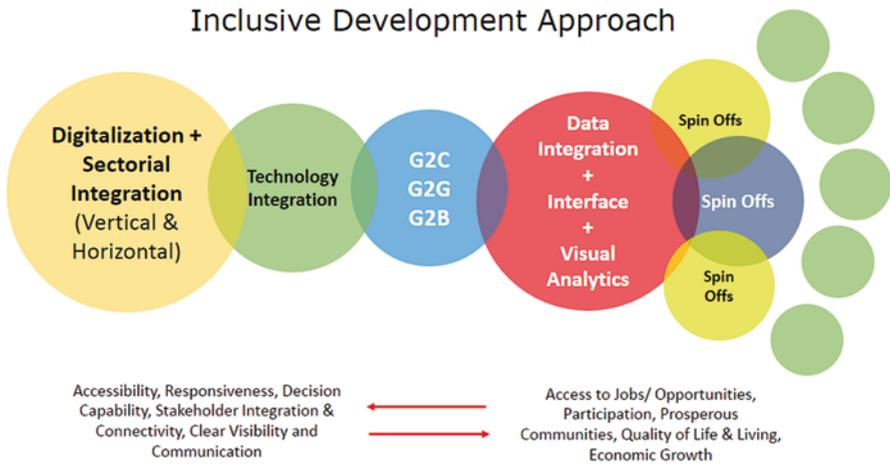 Inclusive Development Approach
Digitalization +
Sectorial
Integration
(Vertical &
Horizontal)
Technology
Integration
G2C
G2G
G2B
Data
Integration
+
Interface
+
Visual
Analytics
Spin Offs
Spin Offs
Spin
Offs
Accessibility, Responsiveness, Decision
Capability, Stakeholder Integration &
Connectivity, Clear Visibility and
Communication
Access to Jobs/ Opportunities,
Participation, Prosperous
Communities, Quality of Life & Living,
Economic Growth